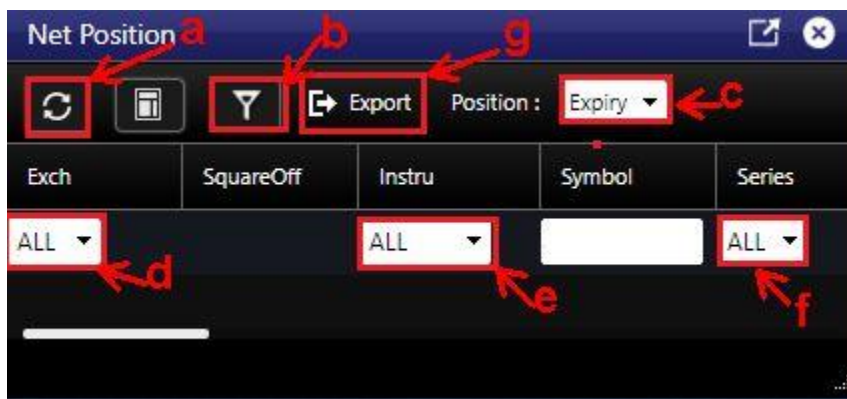 Net Position a b g
Export Position : Expiry c
Exch SquareOff Instru Symbol Series
ALL ALL ALL
d e f